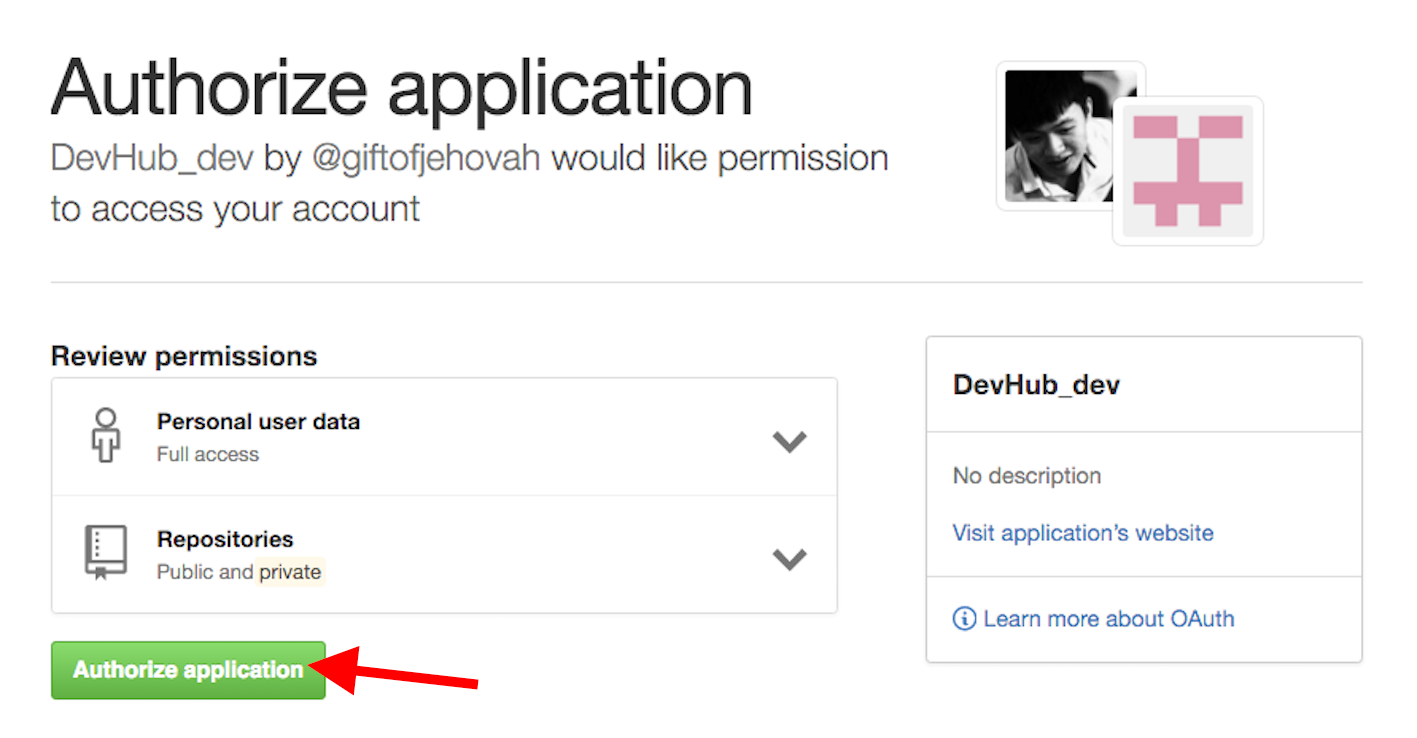 Authorize application
DevHub_dev by @giftofjehovah would like permission
to access your account
Review permissions
Personal user data
Full access
Repositories
Public and private
Authorize application
DevHub_dev
No description
Visit application's website
Learn more about OAuth